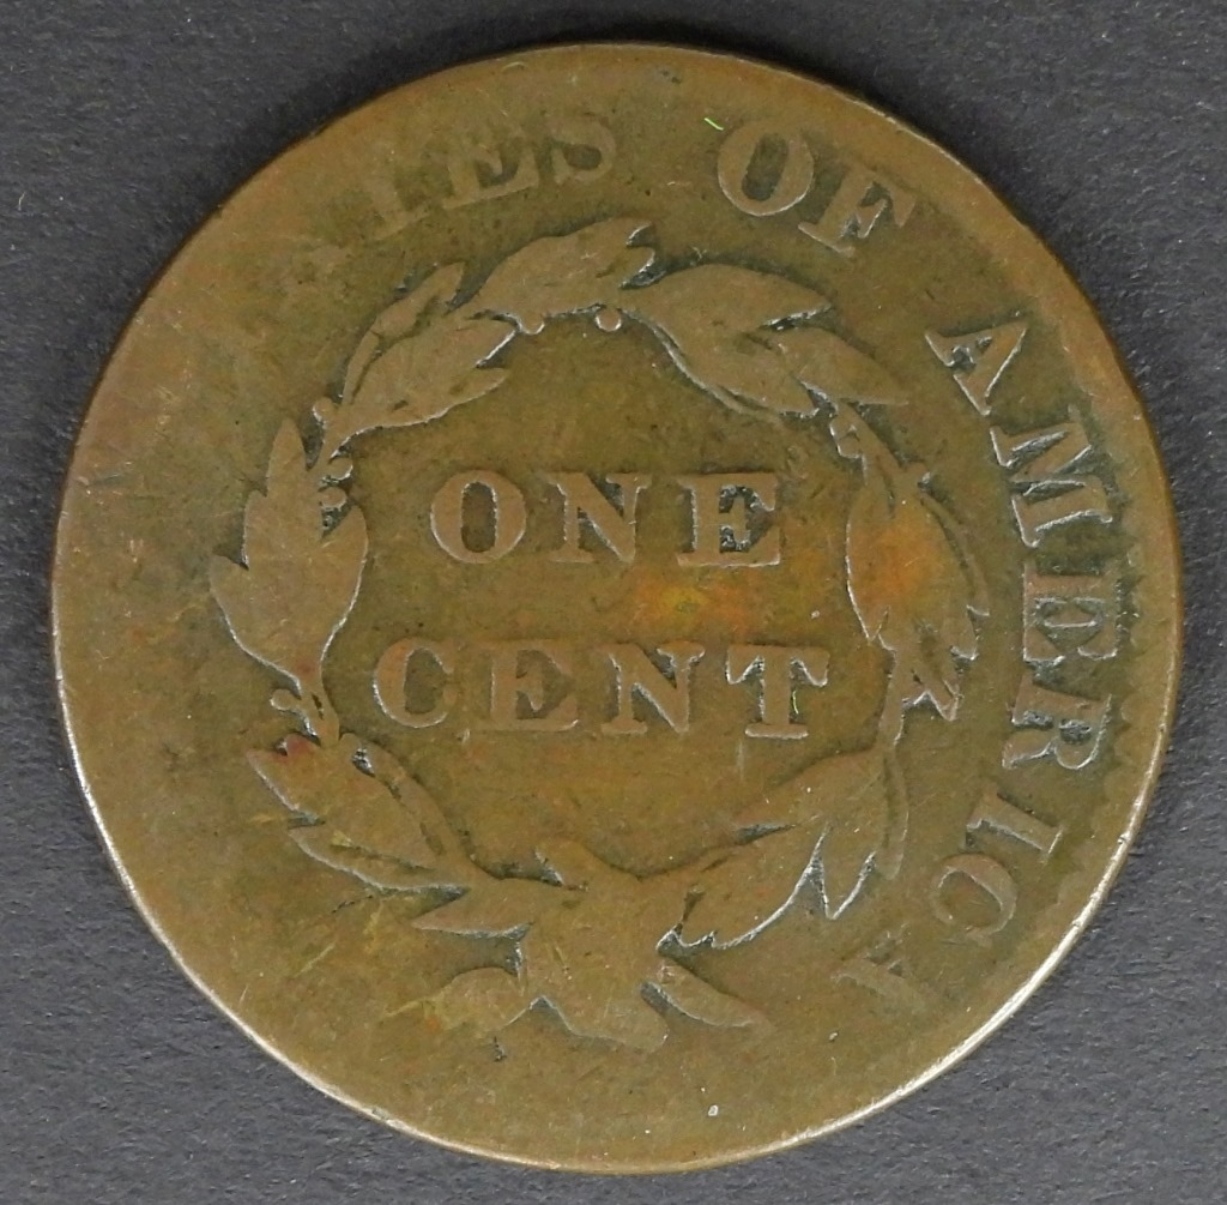 TES OF AMERICA
ONE
CENT